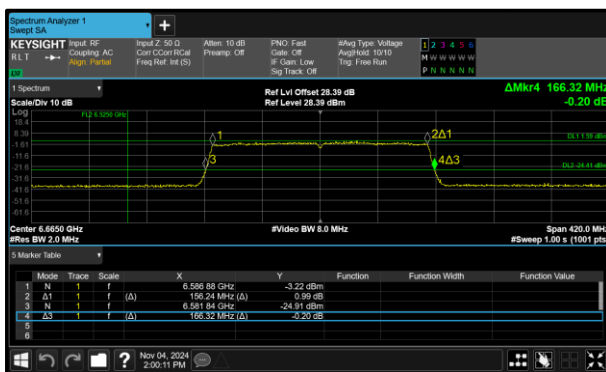 Spectrum Analyzer 1
Swept SA
+
KEYSIGHT Input: RF Input Z: 50 Ω Atten: 10 dB PNO: Fast #Avg Type: Voltage 1 2 3 4 5 6
RLT Coupling: AC Corr CCorr RCal Preamp: Off Gate: Off Avg|Hold: 10/10 M W W W W W
Align: Partial Freq Ref: Int (S) IF Gain: Low Trig: Free Run P N N N N N
Sig Track: Off
1 Spectrum Ref Lvl Offset 28.39 dB ΔMkr4 166.32 MHz
Scale/Div 10 dB Ref Level 28.39 dBm -0.20 dB
Log
18.4 FL2 6.5250 GHz
8.39 1 2Δ1
-1.61
-11.6
-21.6 3 4Δ3 DL2 -24.41 dBm
-31.6
-41.6
-51.6
-61.6
Center 6.6650 GHz #Video BW 8.0 MHz Span 420.0 MHz
#Res BW 2.0 MHz #Sweep 1.00 s (1001 pts)
5 Marker Table
Mode Trace Scale X Y Function Function Width Function Value
1 N 1 f 6.586 88 GHz -3.22 dBm
2 Δ1 1 f (Δ) 156.24 MHz (Δ) 0.99 dB
3 N 1 f 6.581 84 GHz -24.91 dBm
4 Δ3 1 f (Δ) 166.32 MHz (Δ) -0.20 dB
5
6
? Nov 04, 2024
2:00:11 PM